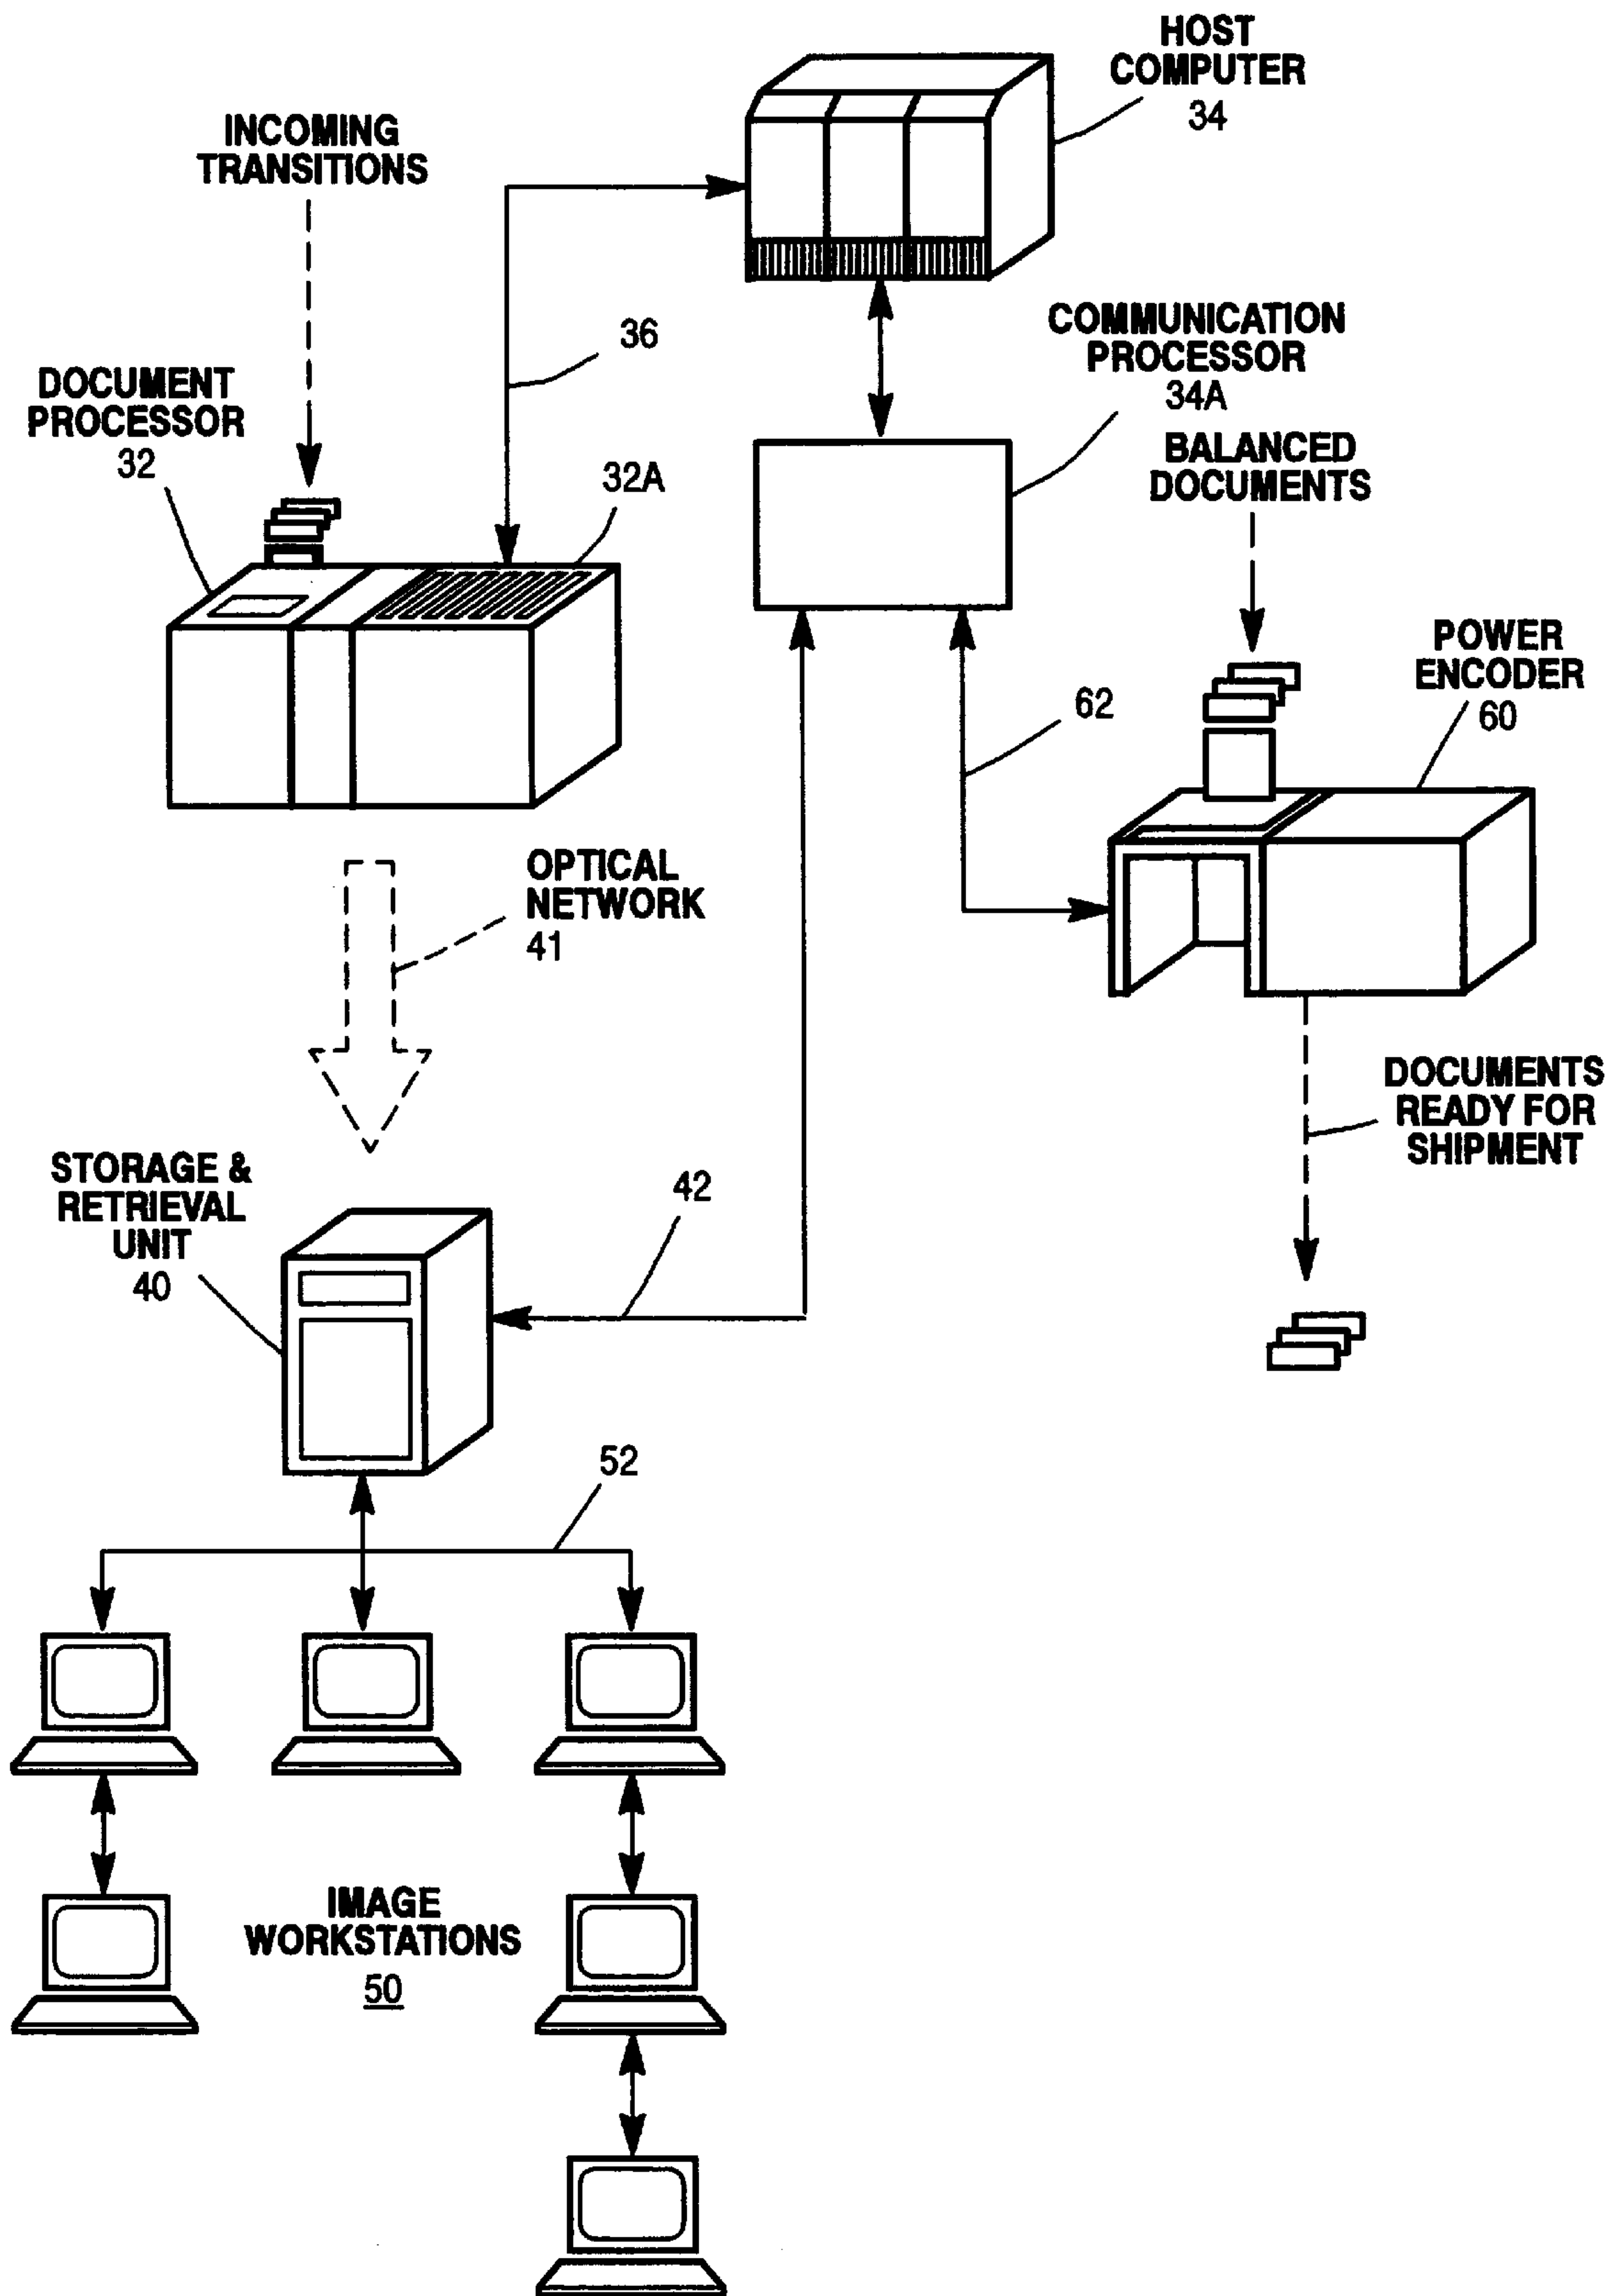 HOST
COMPUTER
34
INCOMING
TRANSITIONS
36
COMMUNICATION
PROCESSOR
34A
DOCUMENT
PROCESSOR
32
32A
BALANCED
DOCUMENTS
POWER
ENCODER
60
62
OPTICAL
NETWORK
41
DOCUMENTS
READY FOR
SHIPMENT
STORAGE &
RETRIEVAL
UNIT
40
42
52
IMAGE
WORKSTATIONS
50